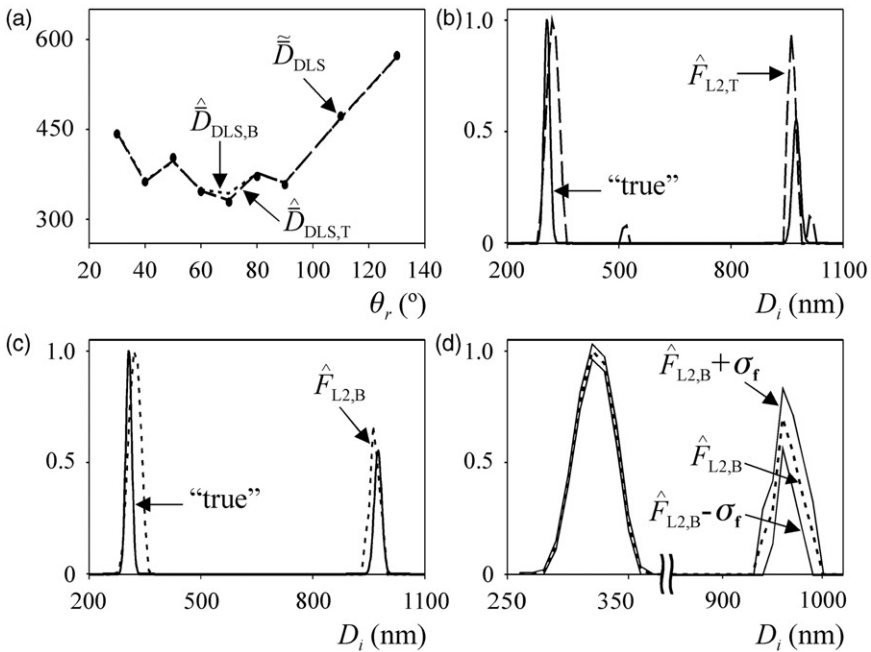 (a)
600
450
300
20 40 60 80 100 120 140
θr (º)
D̃̄DLS
D̂̄DLS,B
D̂̄DLS,T
(b)
1.0
0.5
0
200 500 800 1100
Di (nm)
F̂L2,T
“true”
(c)
1.0
0.5
0
200 500 800 1100
Di (nm)
F̂L2,B
“true”
(d)
1.0
0.5
0
250 350 900 1000
Di (nm)
F̂L2,B+σf
F̂L2,B
F̂L2,B-σf